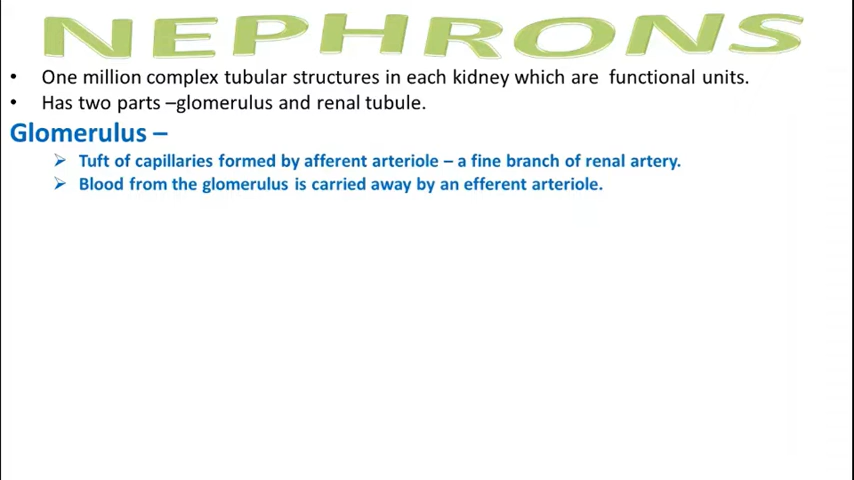 NEPHRONS
• One million complex tubular structures in each kidney which are functional units.
• Has two parts –glomerulus and renal tubule.
Glomerulus –
➢ Tuft of capillaries formed by afferent arteriole – a fine branch of renal artery.
➢ Blood from the glomerulus is carried away by an efferent arteriole.